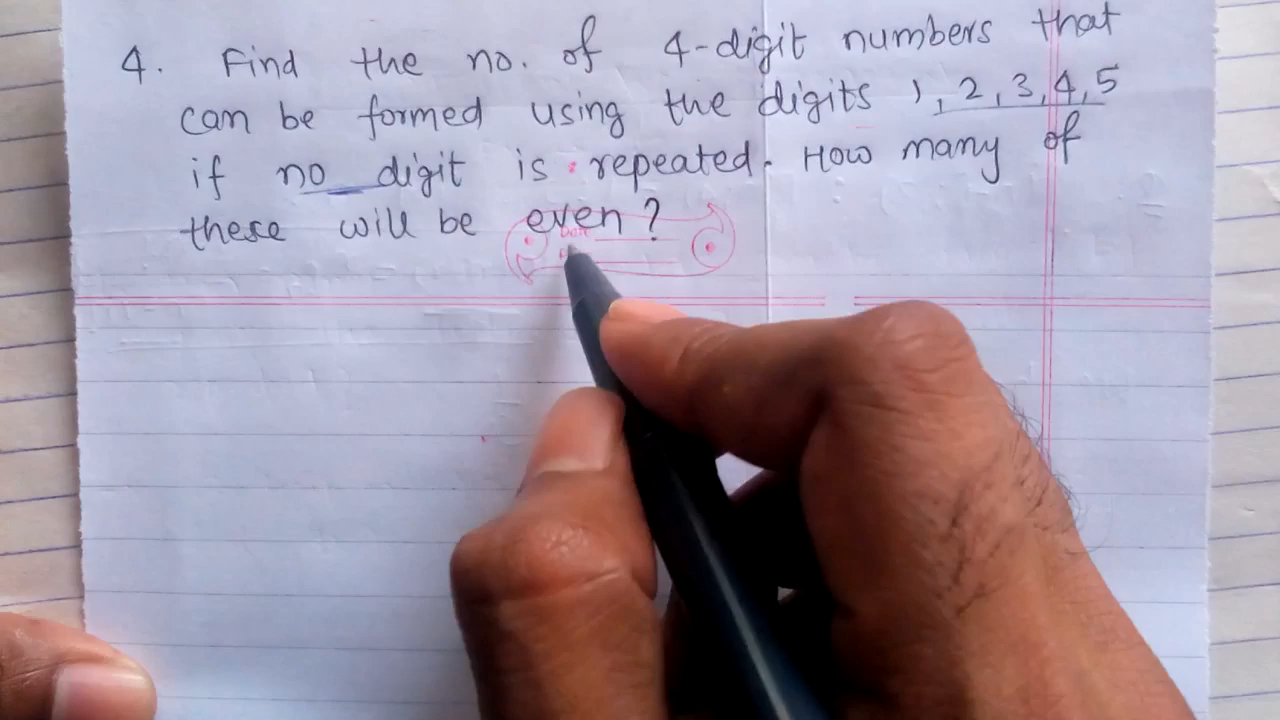 4. Find the no. of 4-digit numbers that
can be formed using the digits 1, 2, 3, 4, 5
if no digit is repeated. How many of
these will be even?